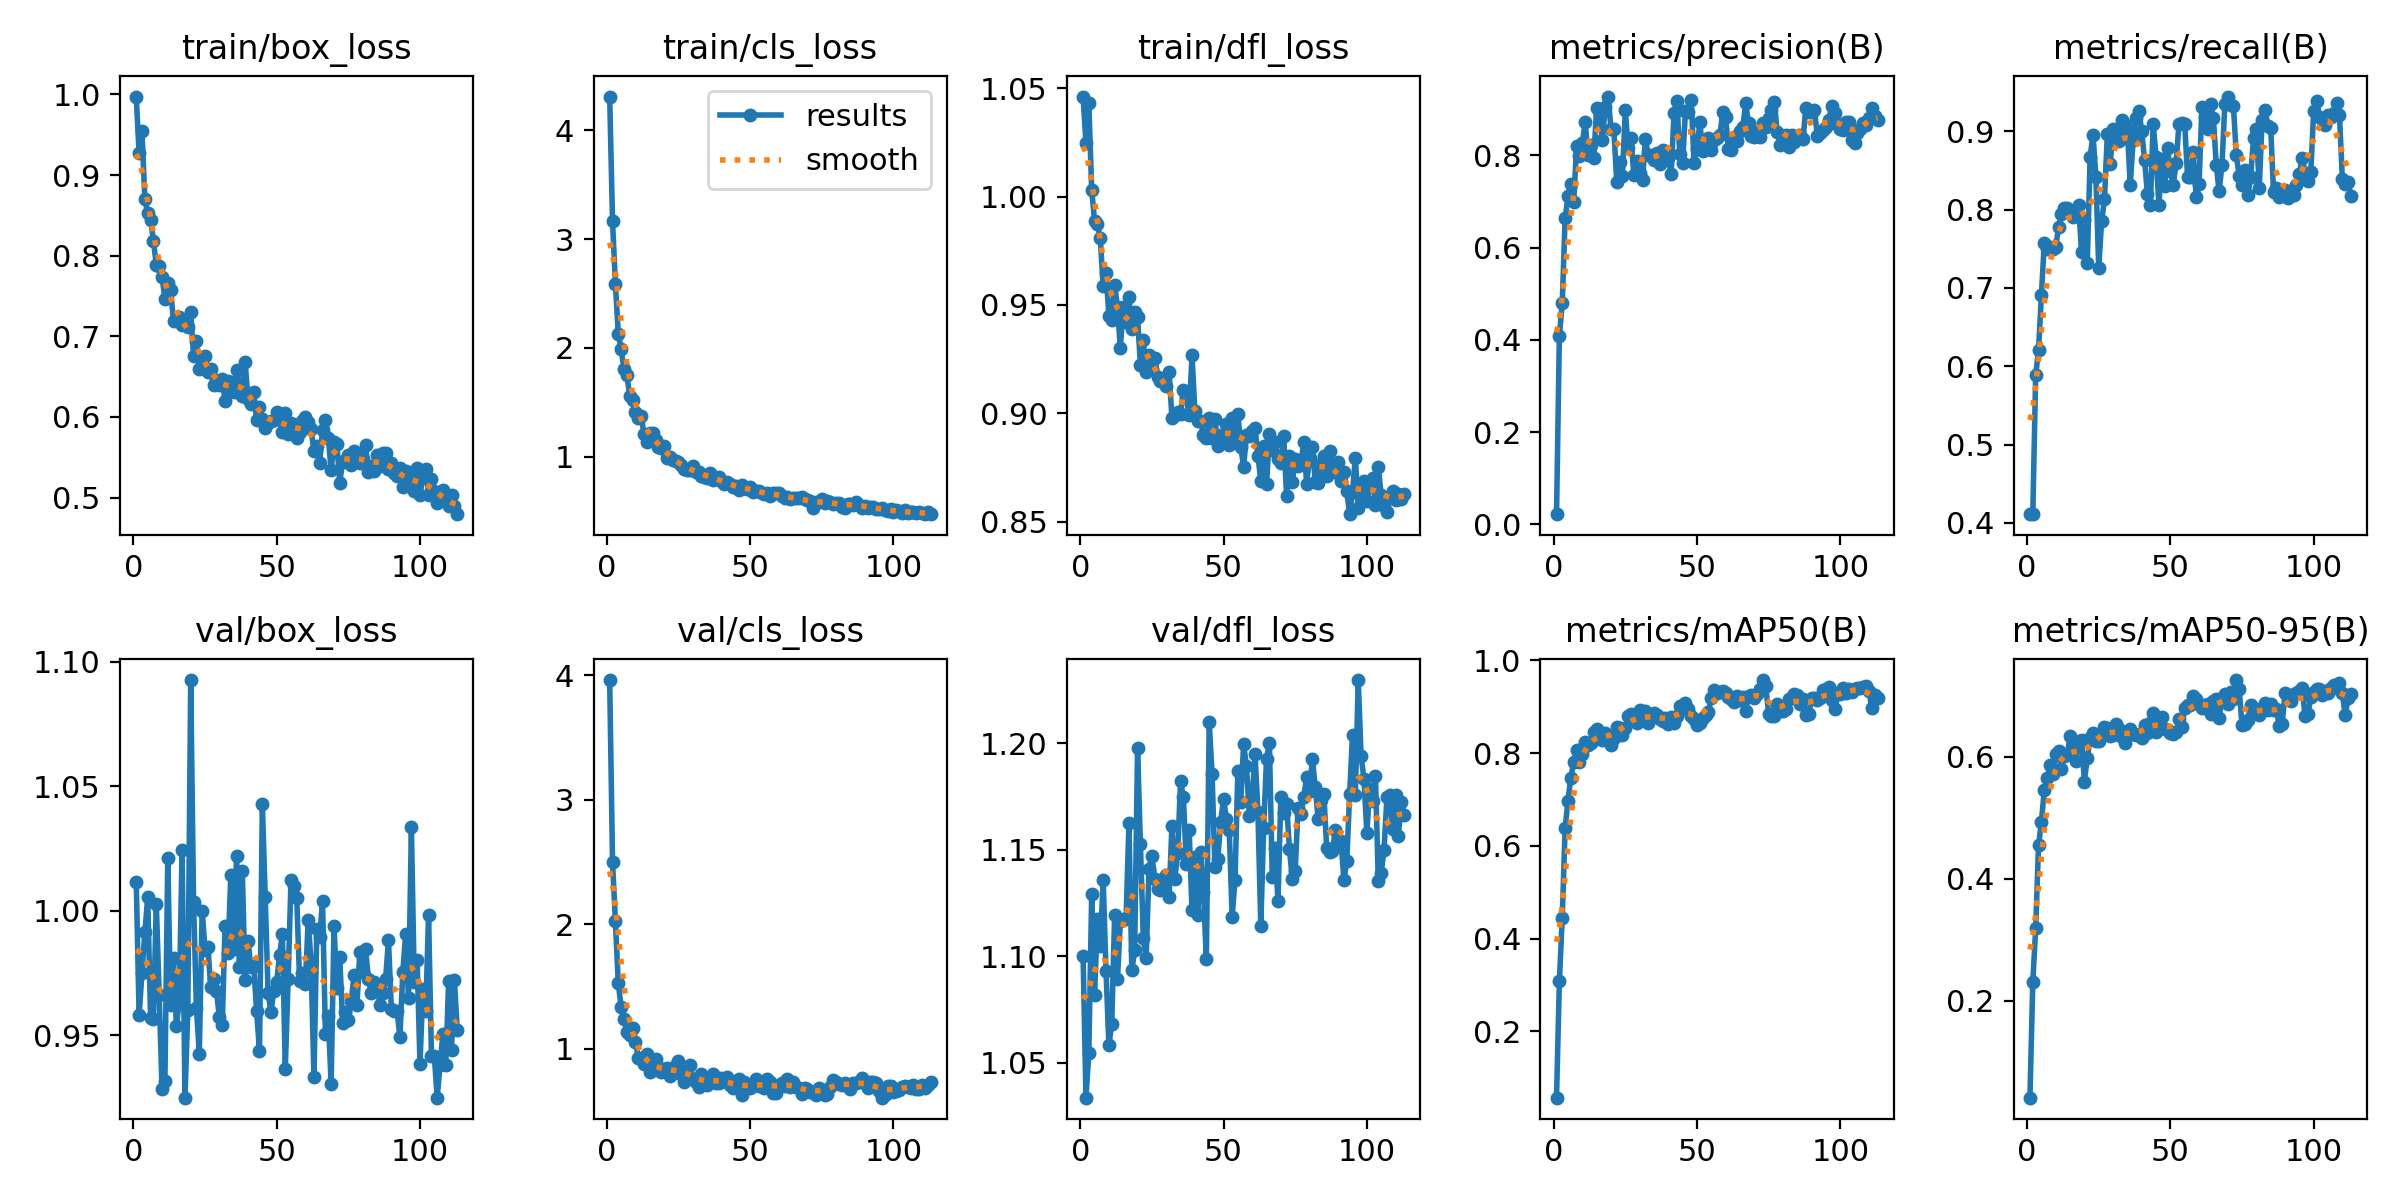 train/box_loss
1.0
0.9
0.8
0.7
0.6
0.5
0 50 100
train/cls_loss
results
smooth
4
3
2
1
0 50 100
train/dfl_loss
1.05
1.00
0.95
0.90
0.85
0 50 100
metrics/precision(B)
0.8
0.6
0.4
0.2
0.0
0 50 100
metrics/recall(B)
0.9
0.8
0.7
0.6
0.5
0.4
0 50 100
val/box_loss
1.10
1.05
1.00
0.95
0 50 100
val/cls_loss
4
3
2
1
0 50 100
val/dfl_loss
1.20
1.15
1.10
1.05
0 50 100
metrics/mAP50(B)
1.0
0.8
0.6
0.4
0.2
0 50 100
metrics/mAP50-95(B)
0.6
0.4
0.2
0 50 100